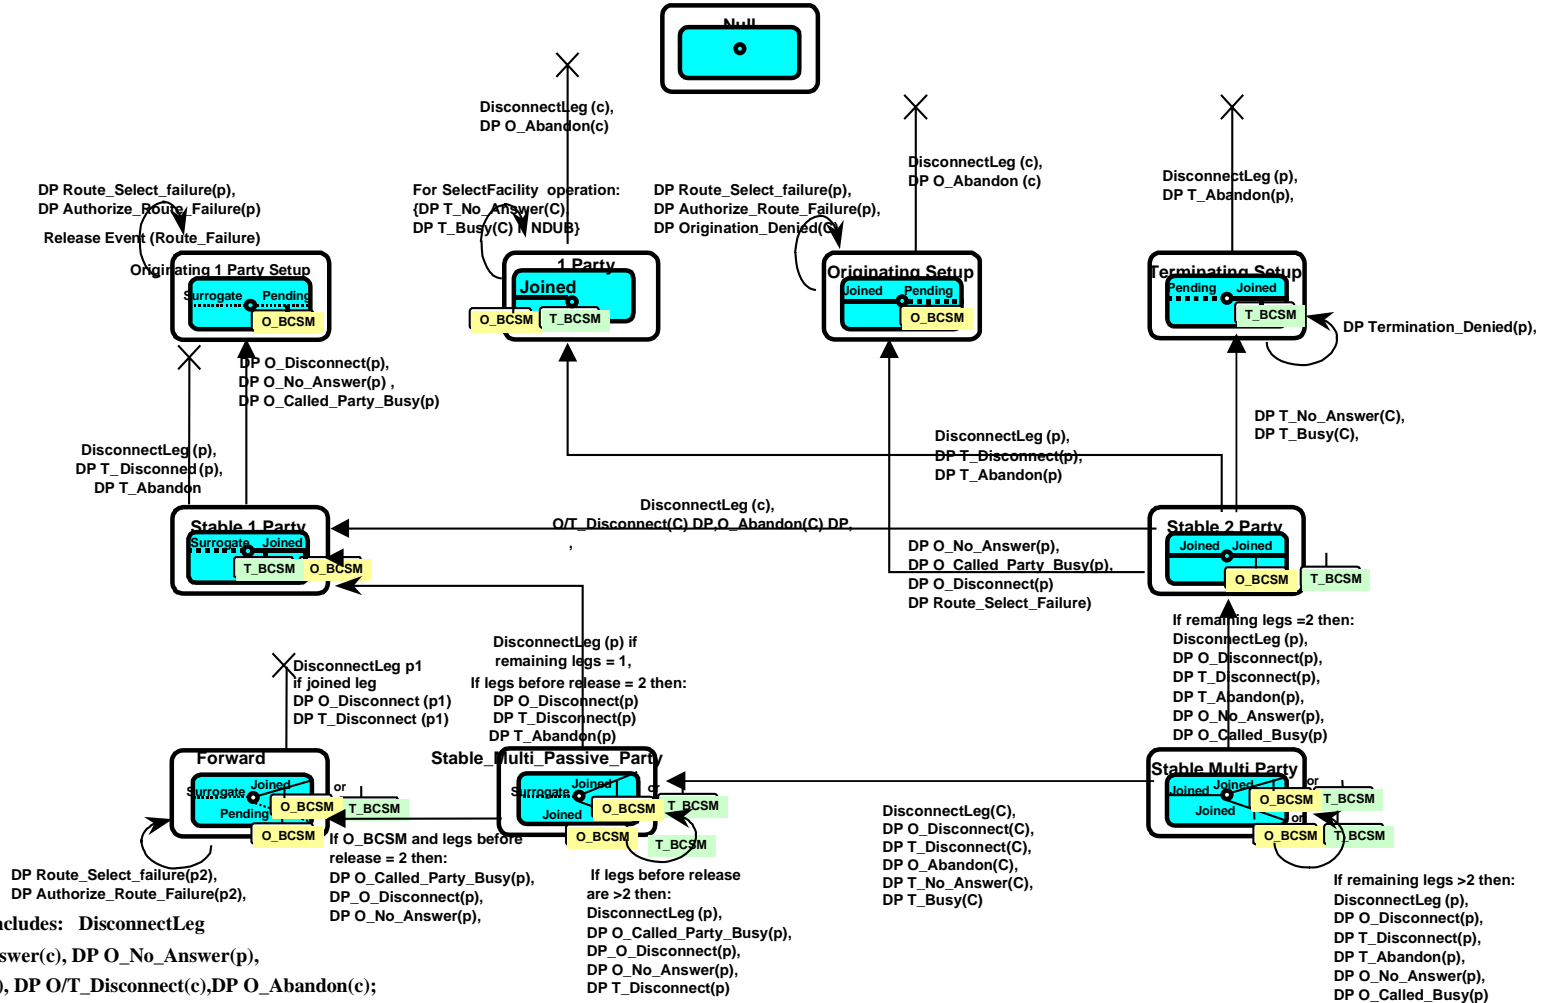 Null
DisconnectLeg (c),
DP O_Abandon(c)
DisconnectLeg (c),
DP O_Abandon (c)
DisconnectLeg (p),
DP T_Abandon(p),
DP Route_Select_failure(p),
DP Authorize_Route_Failure(p)
Release Event (Route_Failure)
For SelectFacility operation:
{DP T_No_Answer(C),
DP T_Busy(C) NDUB}
DP Route_Select_failure(p),
DP Authorize_Route_Failure(p),
DP Origination_Denied(C)
Originating 1 Party Setup
Surrogate Pending
O_BCSM
1 Party
Joined
O_BCSM T_BCSM
Originating Setup
Joined Pending
O_BCSM
Terminating Setup
Pending Joined
T_BCSM
DP Termination_Denied(p),
DP O_Disconnect(p),
DP O_No_Answer(p) ,
DP O_Called_Party_Busy(p)
DisconnectLeg (p),
DP T_Disconned (p),
DP T_Abandon
DisconnectLeg (p),
DP T_Disconnect(p),
DP T_Abandon(p)
DP T_No_Answer(C),
DP T_Busy(C),
DisconnectLeg (c),
O/T_Disconnect(C) DP,O_Abandon(C) DP,
,
Stable 1 Party
Surrogate Joined
T_BCSM O_BCSM
DP O_No_Answer(p),
DP O_Called_Party_Busy(p),
DP O_Disconnect(p)
DP Route_Select_Failure)
Stable 2 Party
Joined Joined
O_BCSM T_BCSM
DisconnectLeg p1
if joined leg
DP O_Disconnect (p1)
DP T_Disconnect (p1)
DisconnectLeg (p) if
remaining legs = 1,
If legs before release = 2 then:
DP O_Disconnect(p)
DP T_Disconnect(p)
DP T_Abandon(p)
If remaining legs =2 then:
DisconnectLeg (p),
DP O_Disconnect(p),
DP T_Disconnect(p),
DP T_Abandon(p),
DP O_No_Answer(p),
DP O_Called_Busy(p)
Forward
Surrogate Joined
Pending
O_BCSM or T_BCSM
O_BCSM
Stable_Multi_Passive_Party
Surrogate Joined
Joined
O_BCSM or T_BCSM
O_BCSM T_BCSM
Stable Multi Party
Joined Joined
Joined
O_BCSM or T_BCSM
or
O_BCSM T_BCSM
DP Route_Select_failure(p2),
DP Authorize_Route_Failure(p2),
If O_BCSM and legs before
release = 2 then:
DP O_Called_Party_Busy(p),
DP_O_Disconnect(p),
DP O_No_Answer(p),
If legs before release
are >2 then:
DisconnectLeg (p),
DP O_Called_Party_Busy(p),
DP_O_Disconnect(p),
DP O_No_Answer(p),
DP T_Disconnect(p)
DisconnectLeg(C),
DP O_Disconnect(C),
DP T_Disconnect(C),
DP O_Abandon(C),
DP T_No_Answer(C),
DP T_Busy(C)
If remaining legs >2 then:
DisconnectLeg (p),
DP O_Disconnect(p),
DP T_Disconnect(p),
DP T_Abandon(p),
DP O_No_Answer(p),
DP O_Called_Busy(p)
ncludes: DisconnectLeg
swer(c), DP O_No_Answer(p),
), DP O/T_Disconnect(c),DP O_Abandon(c);